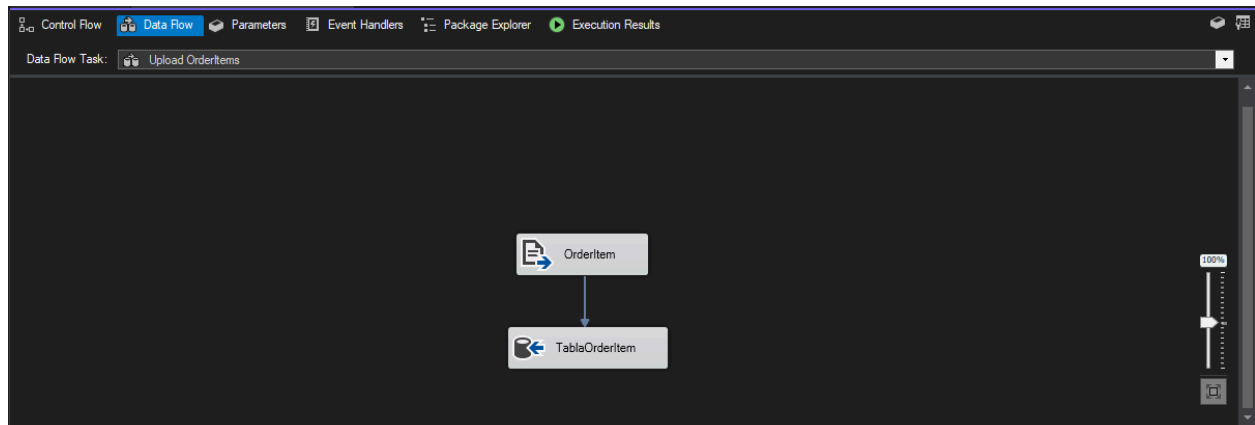 Control Flow Data Flow Parameters Event Handlers Package Explorer Execution Results
Data Flow Task: Upload OrderItems
OrderItem
100%
TablaOrderItem